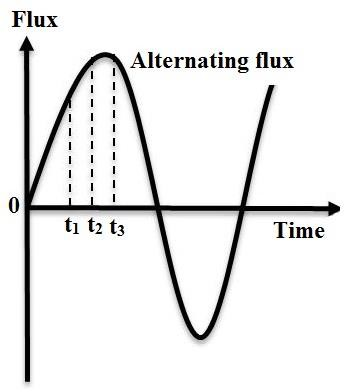 Flux
Alternating flux
0
t1 t2 t3
Time